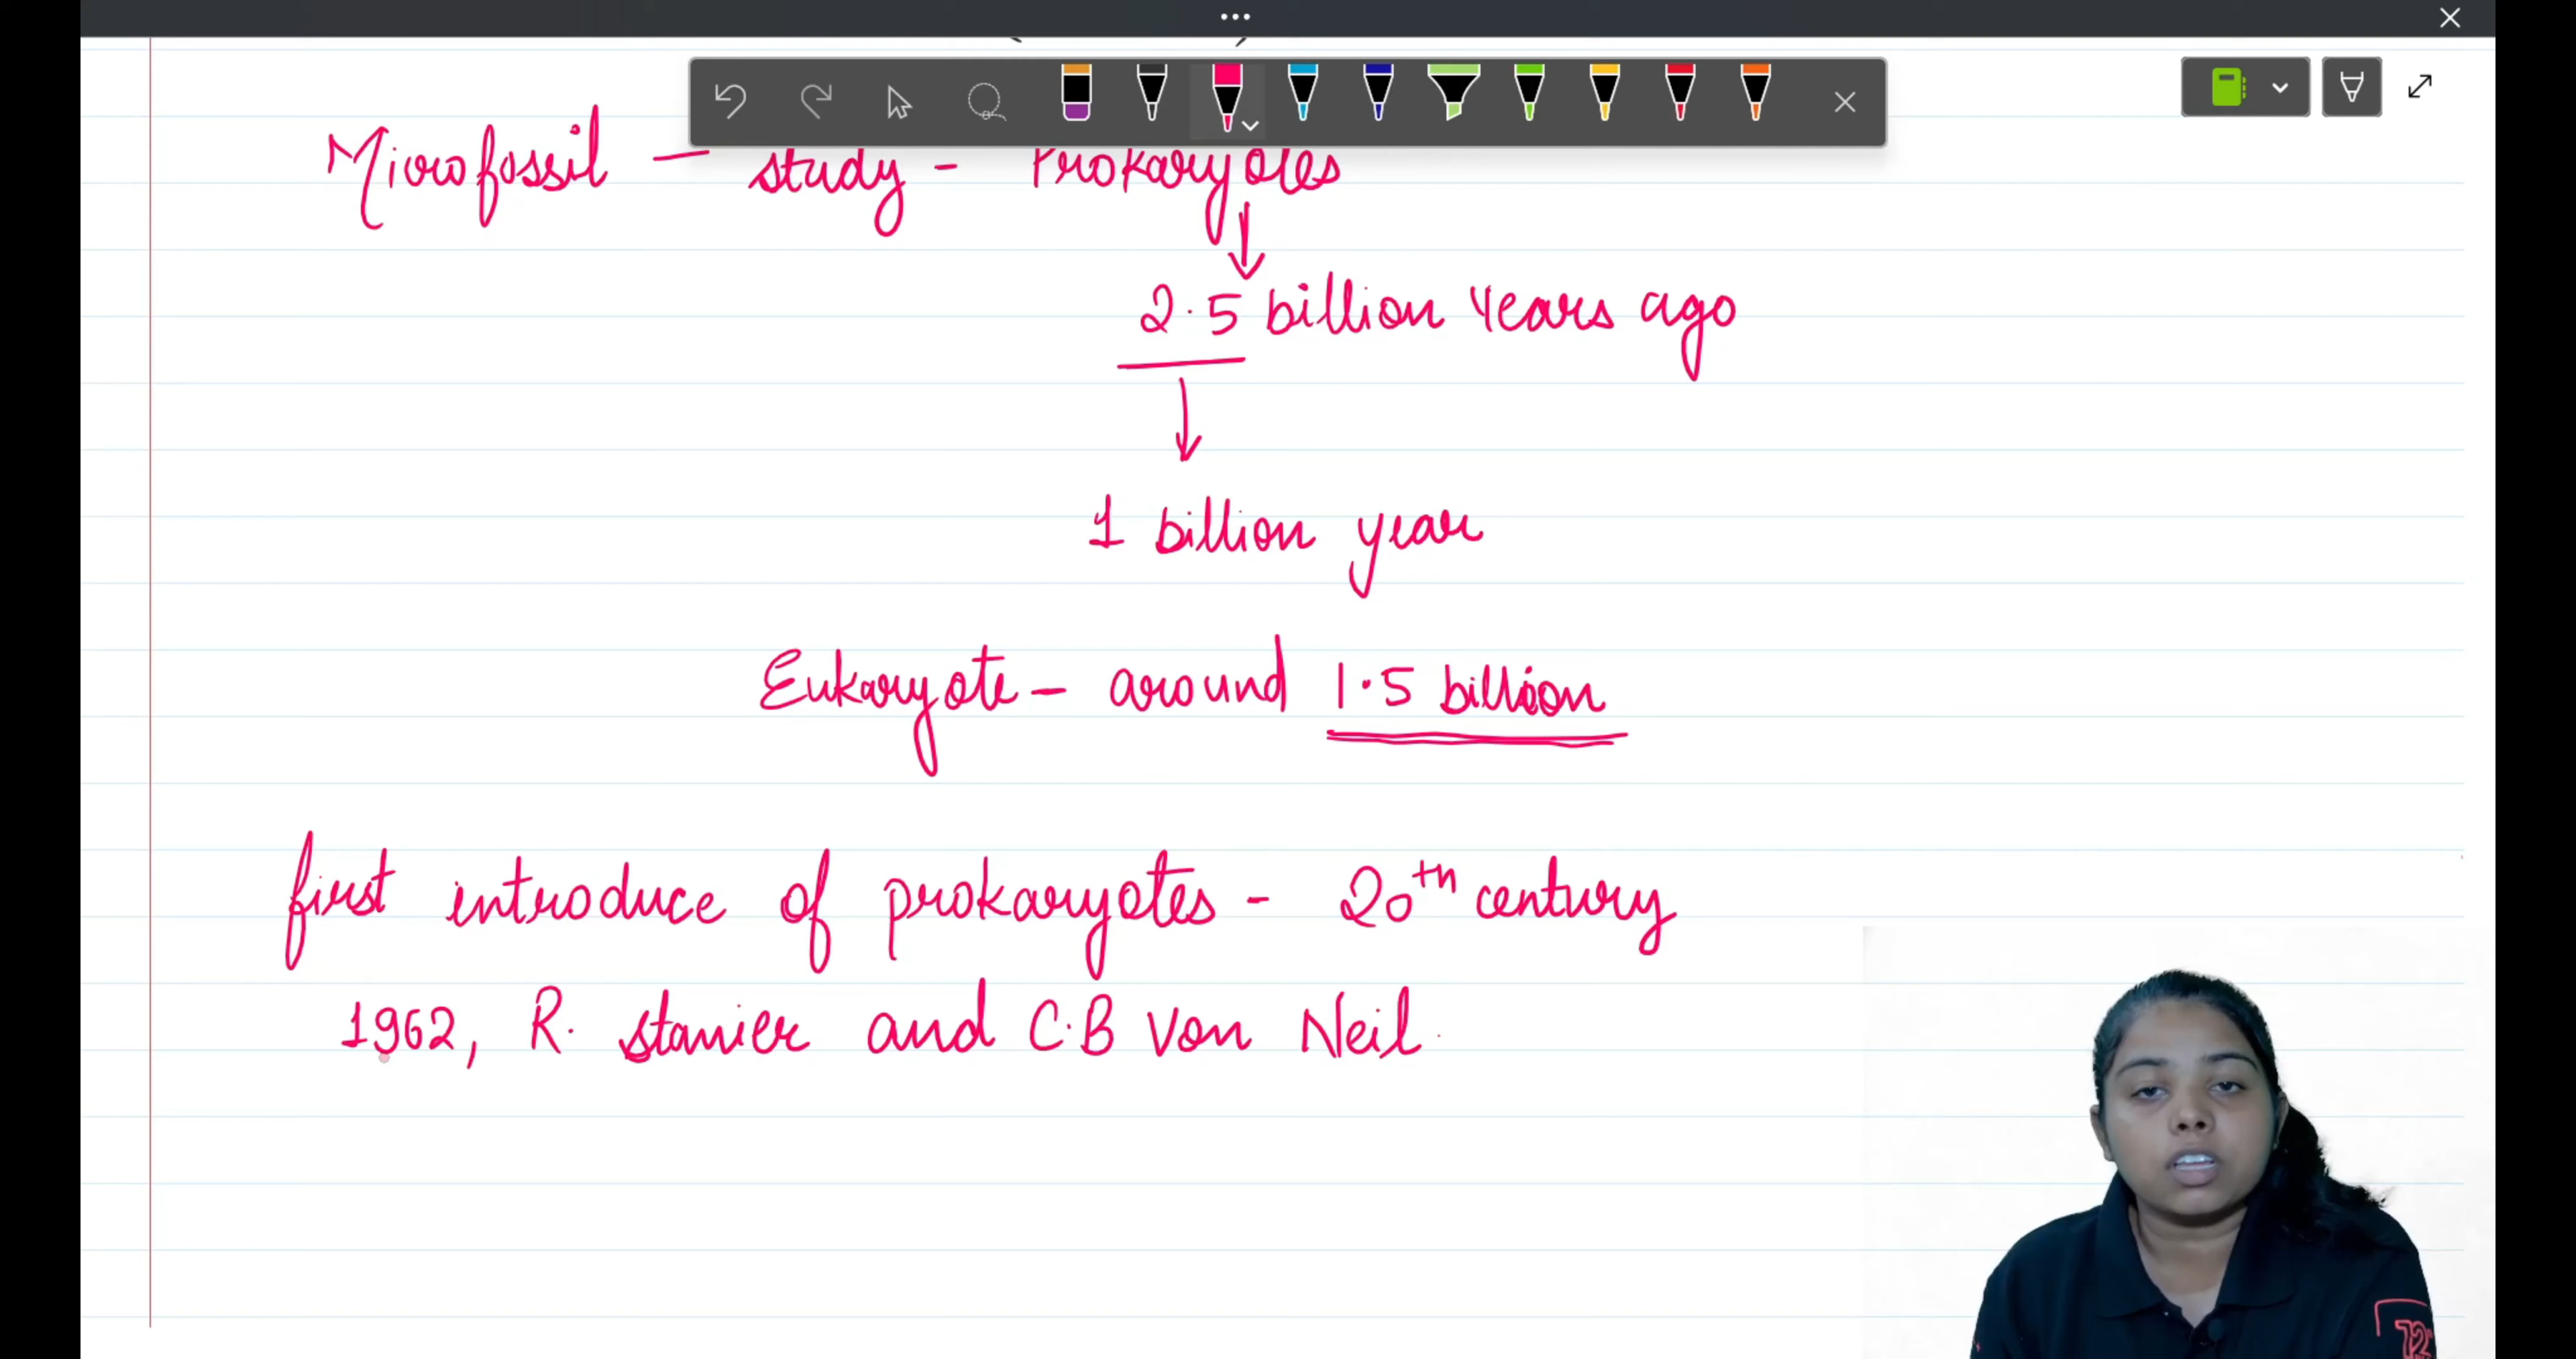 Microfossil — study - Prokaryotes
2.5 billion years ago
1 billion year
Eukaryote - around 1.5 billion
first introduce of prokaryotes - 20th century
1962, R. Stanier and C.B Von Neil